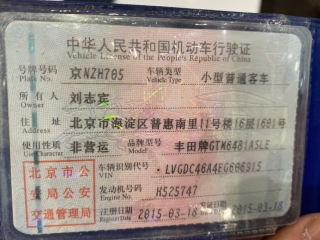 中华人民共和国机动车行驶证
Vehicle License of the People's Republic of China
号牌号码 京NZH705 车辆类型 小型普通客车
Plate No. Vehicle Type
所有人 刘志宾
Owner
住址 北京市海淀区普惠南里11号楼16层1601号
Address
使用性质 非营运 品牌型号 丰田牌GTM6481ASLE
Use Character Model
北京市公 车辆识别代号 LVGDC46A4EG606915
VIN
安局公安 发动机号码 H525747
Engine No.
交通管理局 注册日期 2015-03-18 发证日期 2015-03-18
Register Date Issue Date